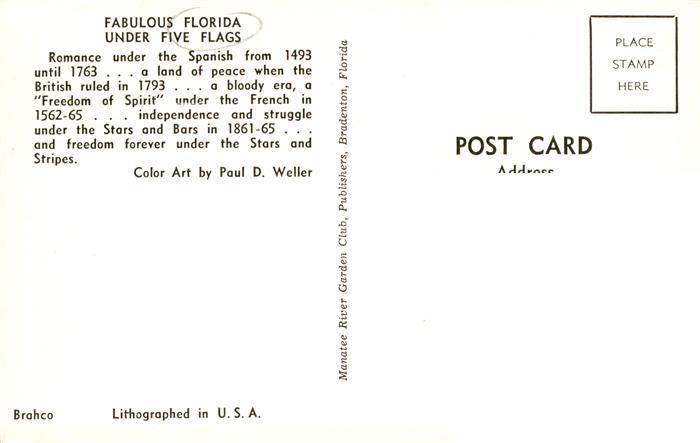 FABULOUS FLORIDA
UNDER FIVE FLAGS
Romance under the Spanish from 1493
until 1763 . . . a land of peace when the
British ruled in 1793 . . . a bloody era, a
"Freedom of Spirit" under the French in
1562-65 . . . independence and struggle
under the Stars and Bars in 1861-65 . . .
and freedom forever under the Stars and
Stripes.
Color Art by Paul D. Weller
Manatee River Garden Club, Publishers, Bradenton, Florida
PLACE
STAMP
HERE
POST CARD
Address
Brahco
Lithographed in U. S. A.